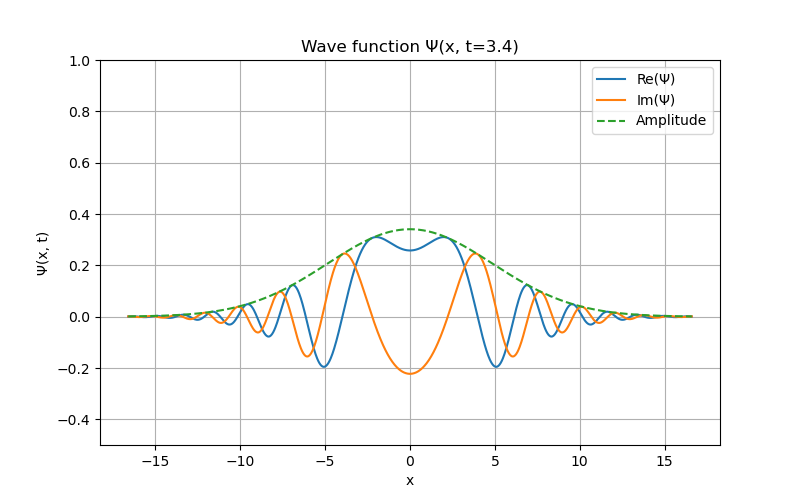 Wave function Ψ(x, t=3.4)
Re(Ψ)
Im(Ψ)
Amplitude
Ψ(x, t)
1.0
0.8
0.6
0.4
0.2
0.0
−0.2
−0.4
−15 −10 −5 0 5 10 15
x